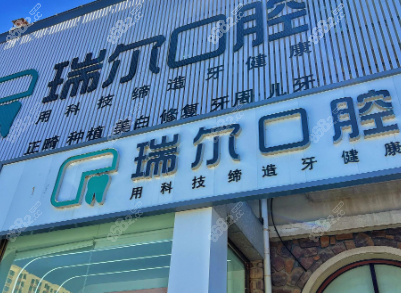 瑞尔口腔
用科技缔造牙健康
正畸 种植 美白 修复 牙周 儿牙
瑞尔口腔
用科技缔造牙健康